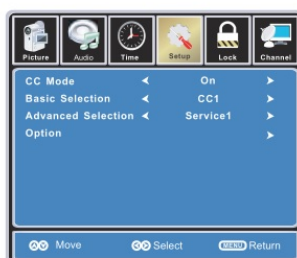 Picture Audio Time Setup Lock Channel
CC Mode On
Basic Selection CC1
Advanced Selection Service1
Option
Move Select MENU Return